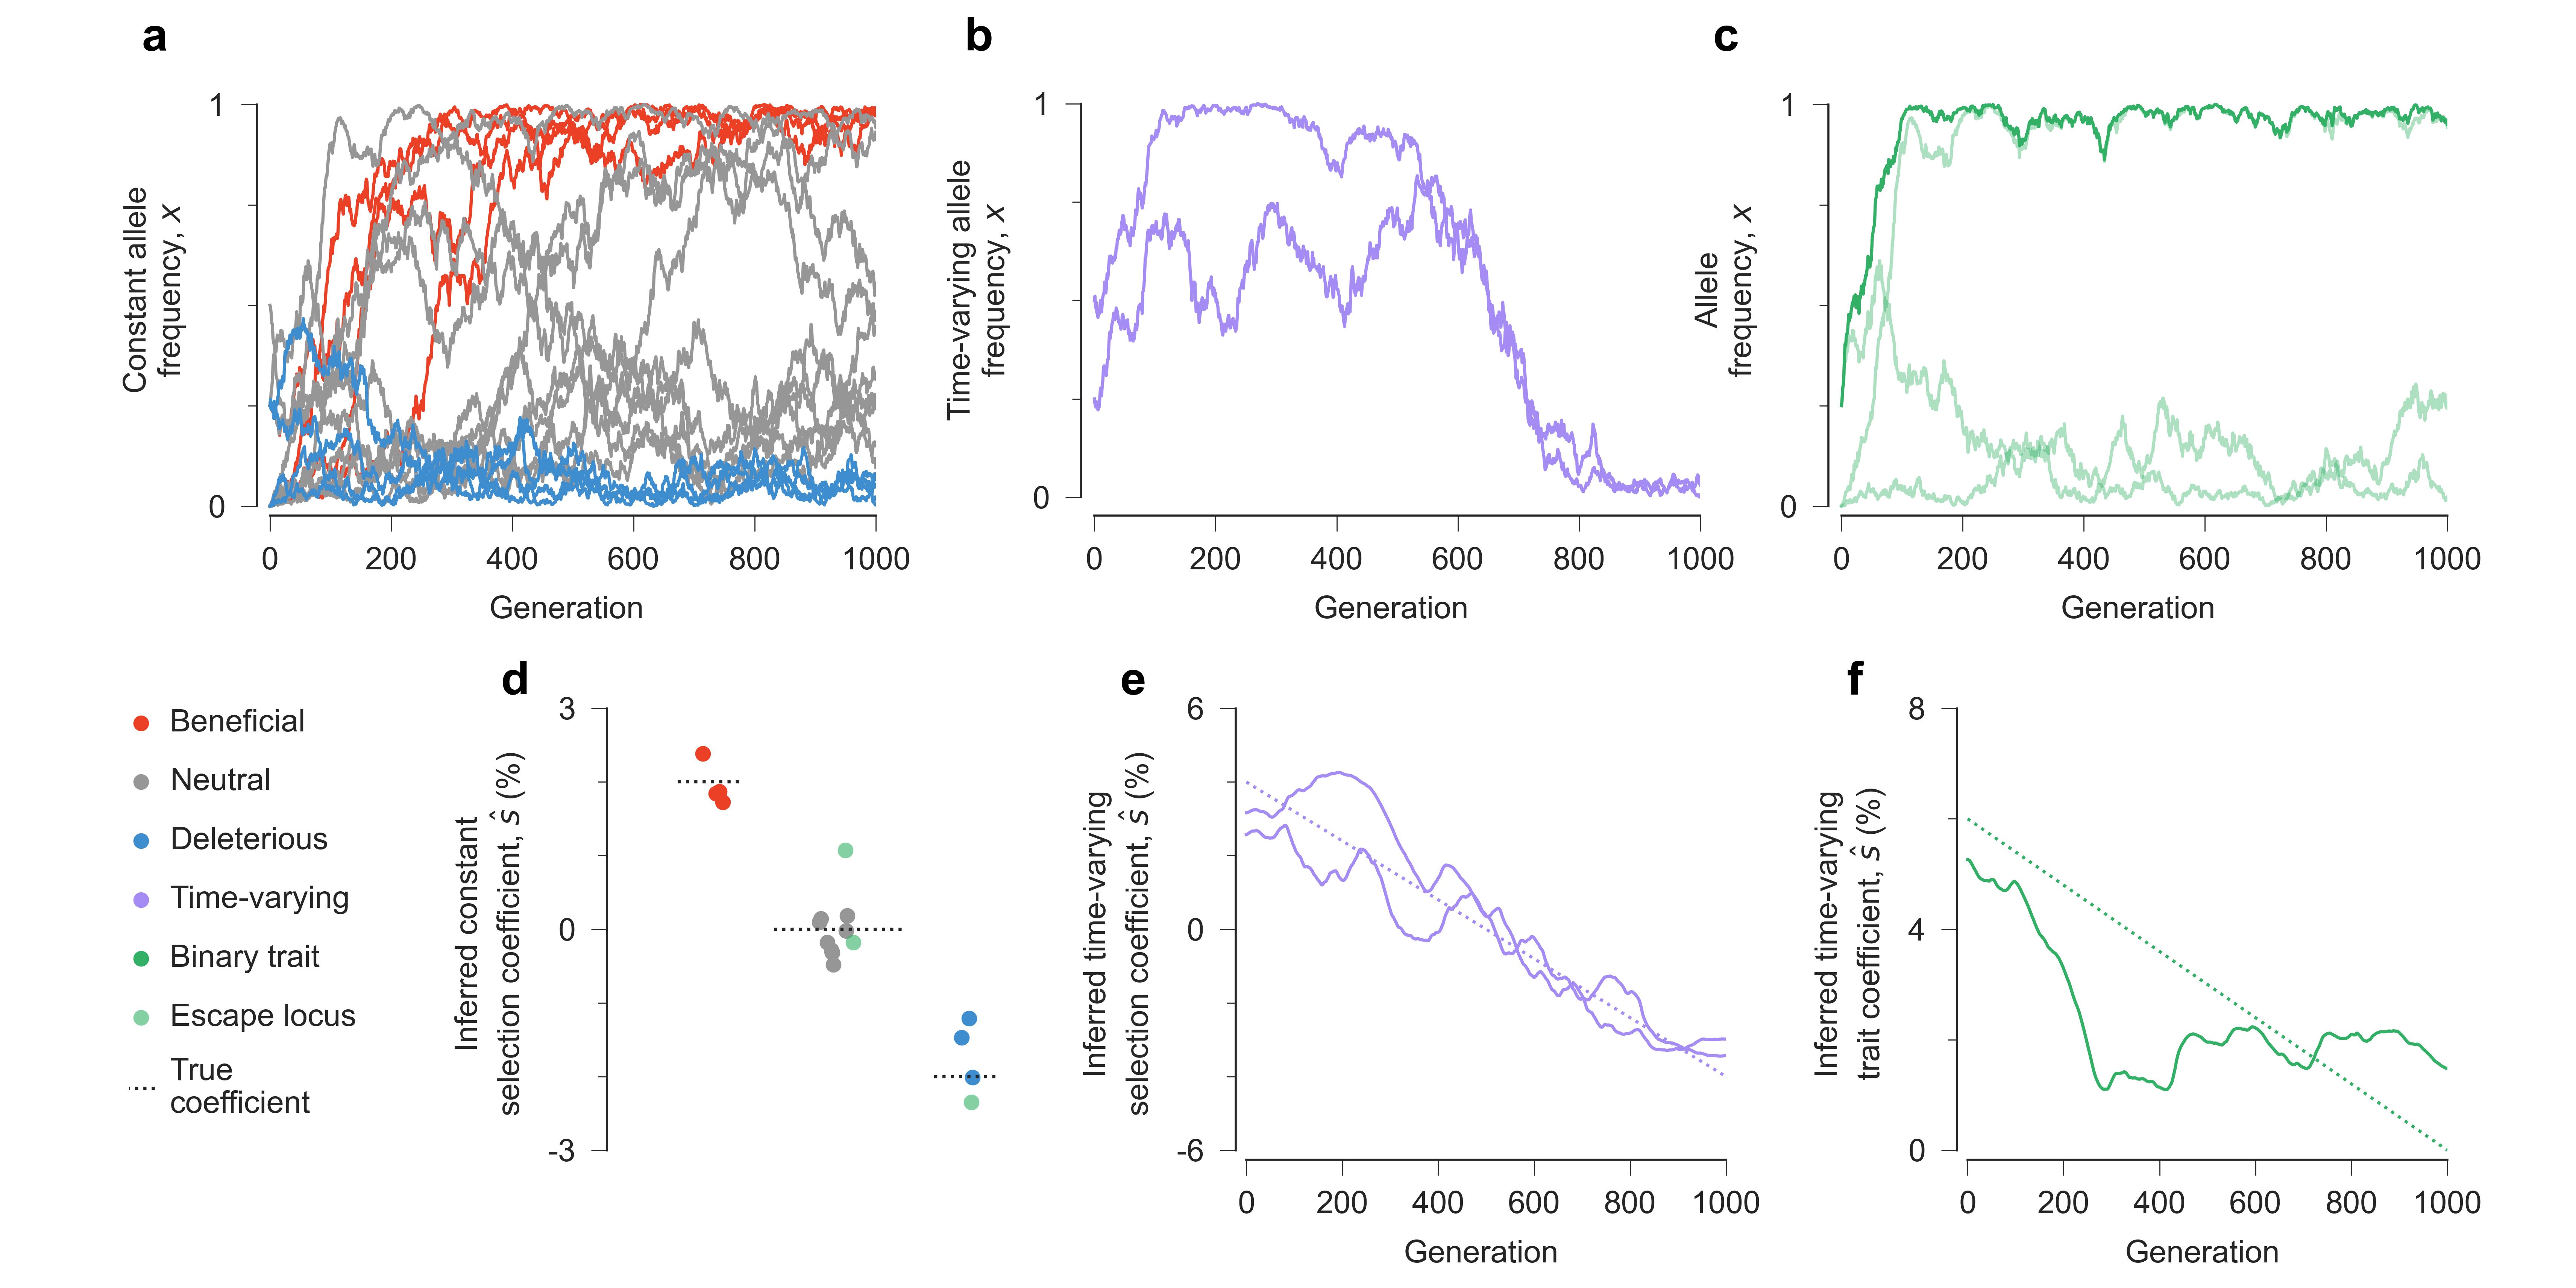 a
1
0
Constant allele
frequency, x
0 200 400 600 800 1000
Generation
b
1
0
Time-varying allele
frequency, x
0 200 400 600 800 1000
Generation
c
1
0
Allele
frequency, x
0 200 400 600 800 1000
Generation
Beneficial
Neutral
Deleterious
Time-varying
Binary trait
Escape locus
True
coefficient
d
3
0
-3
Inferred constant
selection coefficient, ŝ (%)
e
6
0
-6
Inferred time-varying
selection coefficient, ŝ (%)
0 200 400 600 800 1000
Generation
f
8
4
0
Inferred time-varying
trait coefficient, ŝ (%)
0 200 400 600 800 1000
Generation